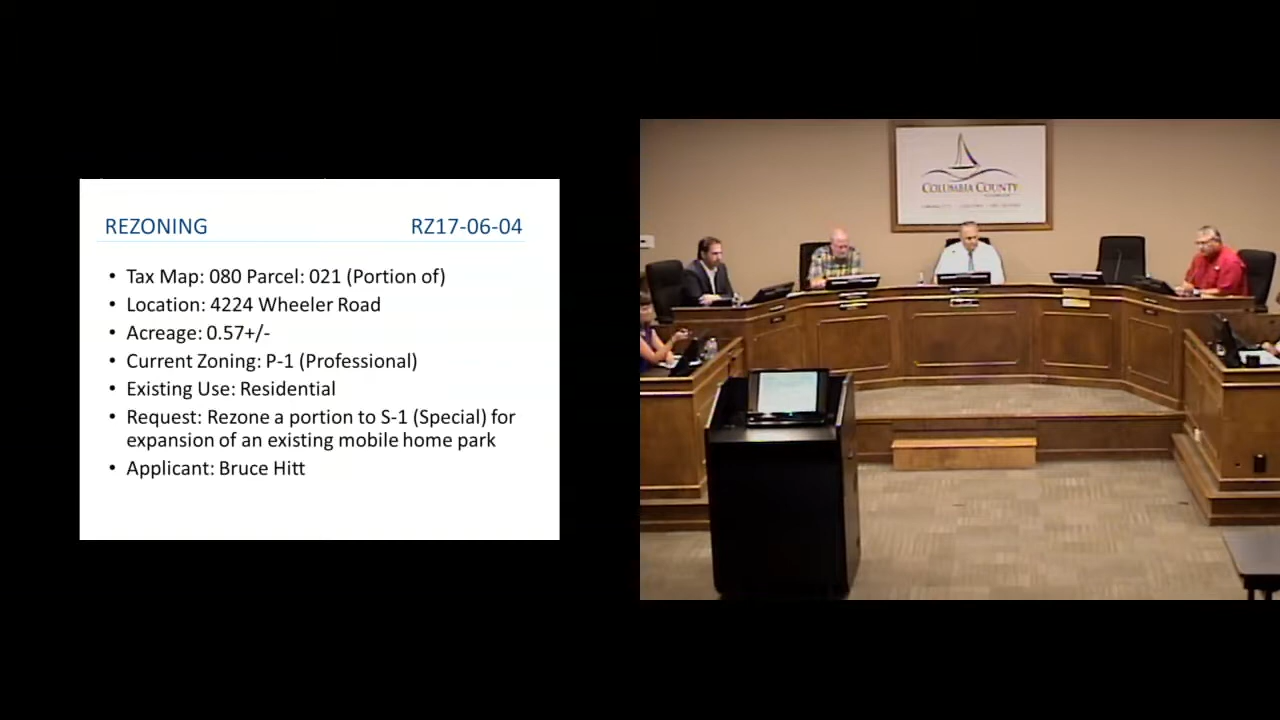 REZONING RZ17-06-04
• Tax Map: 080 Parcel: 021 (Portion of)
• Location: 4224 Wheeler Road
• Acreage: 0.57+/-
• Current Zoning: P-1 (Professional)
• Existing Use: Residential
• Request: Rezone a portion to S-1 (Special) for
expansion of an existing mobile home park
• Applicant: Bruce Hitt
COLUMBIA COUNTY